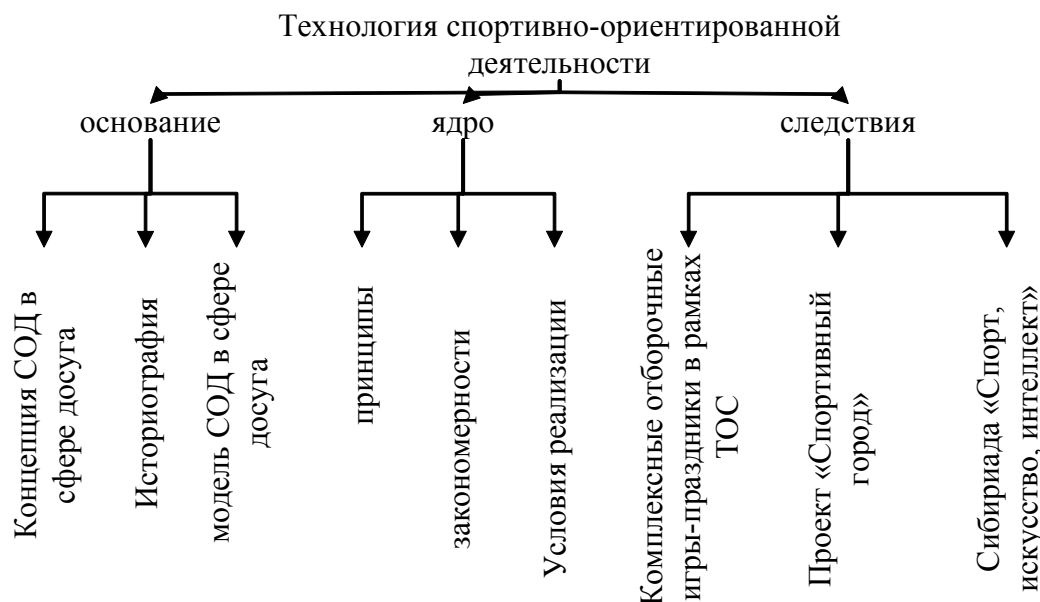 Технология спортивно-ориентированной
деятельности
основание
ядро
следствия
Концепция СОД в
сфере досуга
Историография
модель СОД в сфере
досуга
принципы
закономерности
Условия реализации
Комплексные отборочные
игры-праздники в рамках
ТОС
Проект «Спортивный
город»
Сибириада «Спорт,
искусство, интеллект»